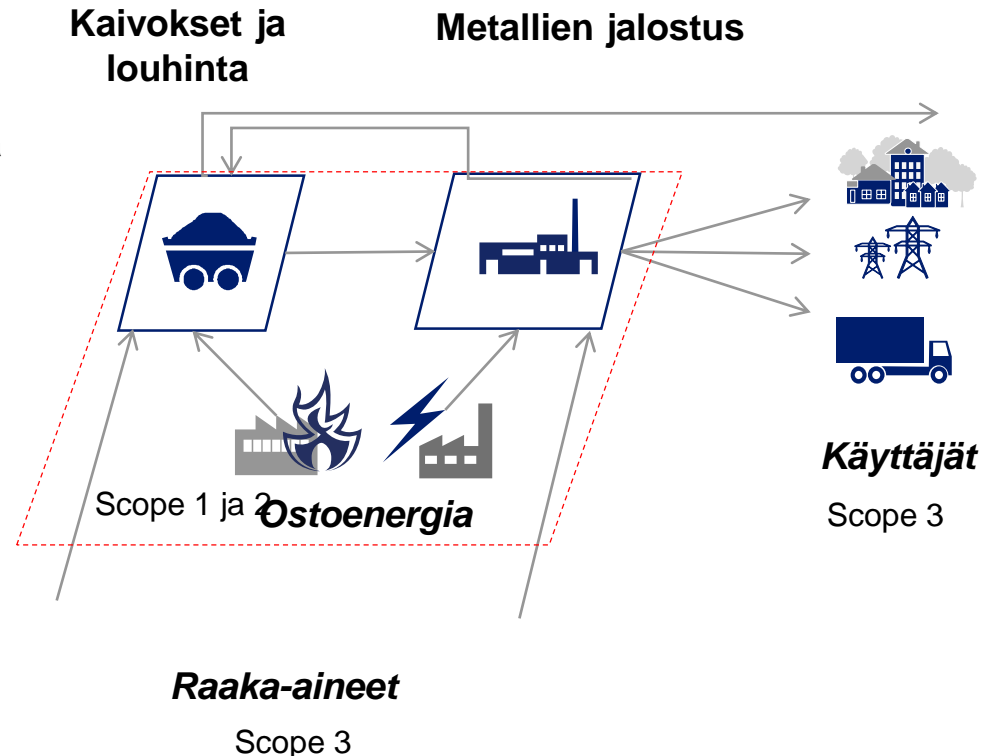 Kaivokset ja
louhinta
Metallien jalostus
Scope 1 ja 2
Ostoenergia
Käyttäjät
Scope 3
Raaka-aineet
Scope 3